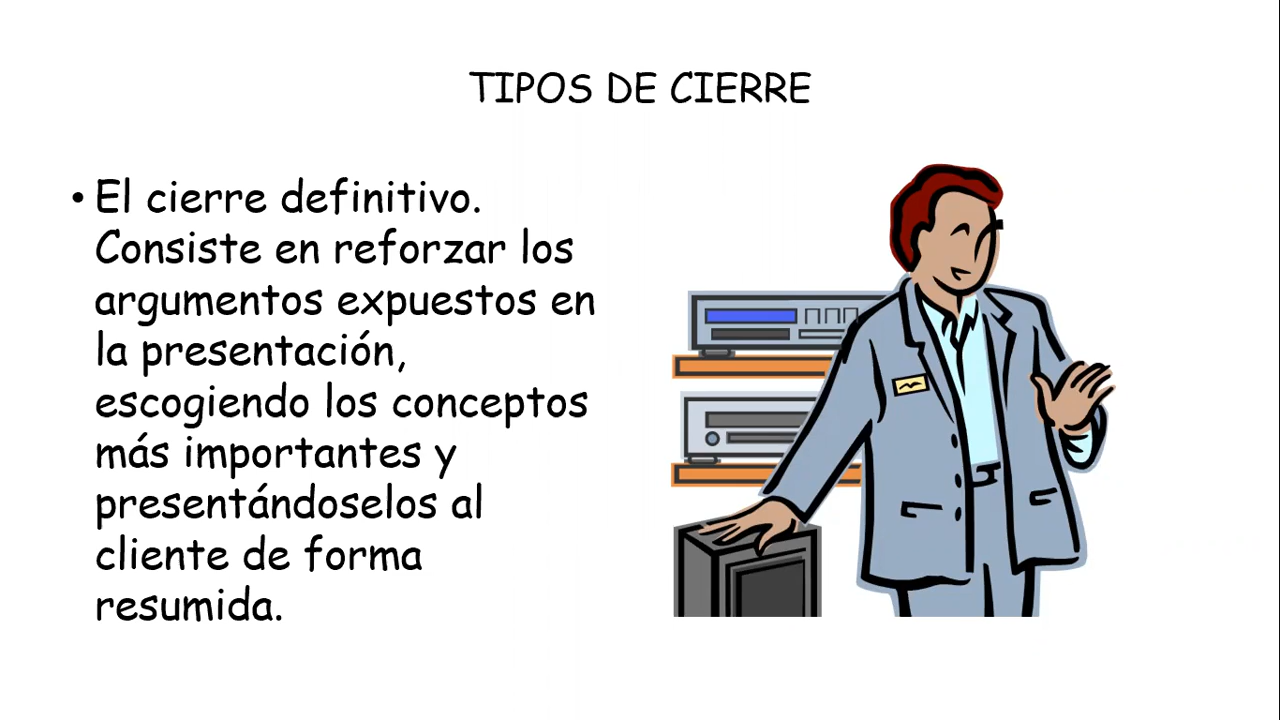 TIPOS DE CIERRE
• El cierre definitivo.
Consiste en reforzar los
argumentos expuestos en
la presentación,
escogiendo los conceptos
más importantes y
presentándoselos al
cliente de forma
resumida.